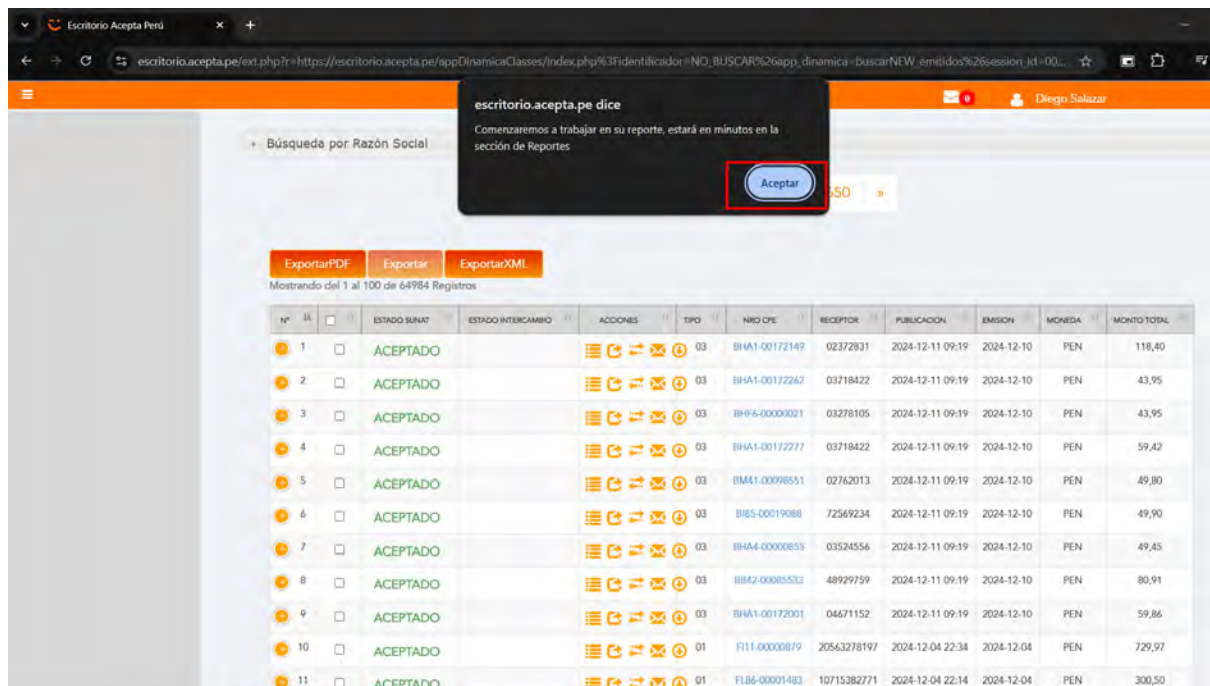 Escritorio Acepta Perú
escritorio.acepta.pe/ext.php?r=https://escritorio.acepta.pe/appDinamicaClasses/index.php%3Fidentificador=NO_BUSCAR%26app_dinamica=buscarNEW_emitidos%26session_id=00...
Diego Salazar
escritorio.acepta.pe dice
Comenzaremos a trabajar en su reporte, estará en minutos en la
sección de Reportes
Aceptar
Búsqueda por Razón Social
650 »
ExportarPDF Exportar ExportarXML
Mostrando del 1 al 100 de 64984 Registros
N° ESTADO SUNAT ESTADO INTERCAMBIO ACCIONES TIPO NRO CPE RECEPTOR PUBLICACION EMISION MONEDA MONTO TOTAL
1 ACEPTADO 03 BHA1-00172149 02372831 2024-12-11 09:19 2024-12-10 PEN 118,40
2 ACEPTADO 03 BHA1-00172262 03718422 2024-12-11 09:19 2024-12-10 PEN 43,95
3 ACEPTADO 03 BHF6-00000021 03278105 2024-12-11 09:19 2024-12-10 PEN 43,95
4 ACEPTADO 03 BHA1-00172277 03718422 2024-12-11 09:19 2024-12-10 PEN 59,42
5 ACEPTADO 03 BM41-00098551 02762013 2024-12-11 09:19 2024-12-10 PEN 49,80
6 ACEPTADO 03 BI85-00019088 72569234 2024-12-11 09:19 2024-12-10 PEN 49,90
7 ACEPTADO 03 BHA4-00000855 03524556 2024-12-11 09:19 2024-12-10 PEN 49,45
8 ACEPTADO 03 BB42-00085533 48929759 2024-12-11 09:19 2024-12-10 PEN 80,91
9 ACEPTADO 03 BHA1-00172001 04671152 2024-12-11 09:19 2024-12-10 PEN 59,86
10 ACEPTADO 01 FI11-00000879 20563278197 2024-12-04 22:34 2024-12-04 PEN 729,97
11 ACEPTADO 01 FL86-00001483 10715382771 2024-12-04 22:14 2024-12-04 PEN 300,50